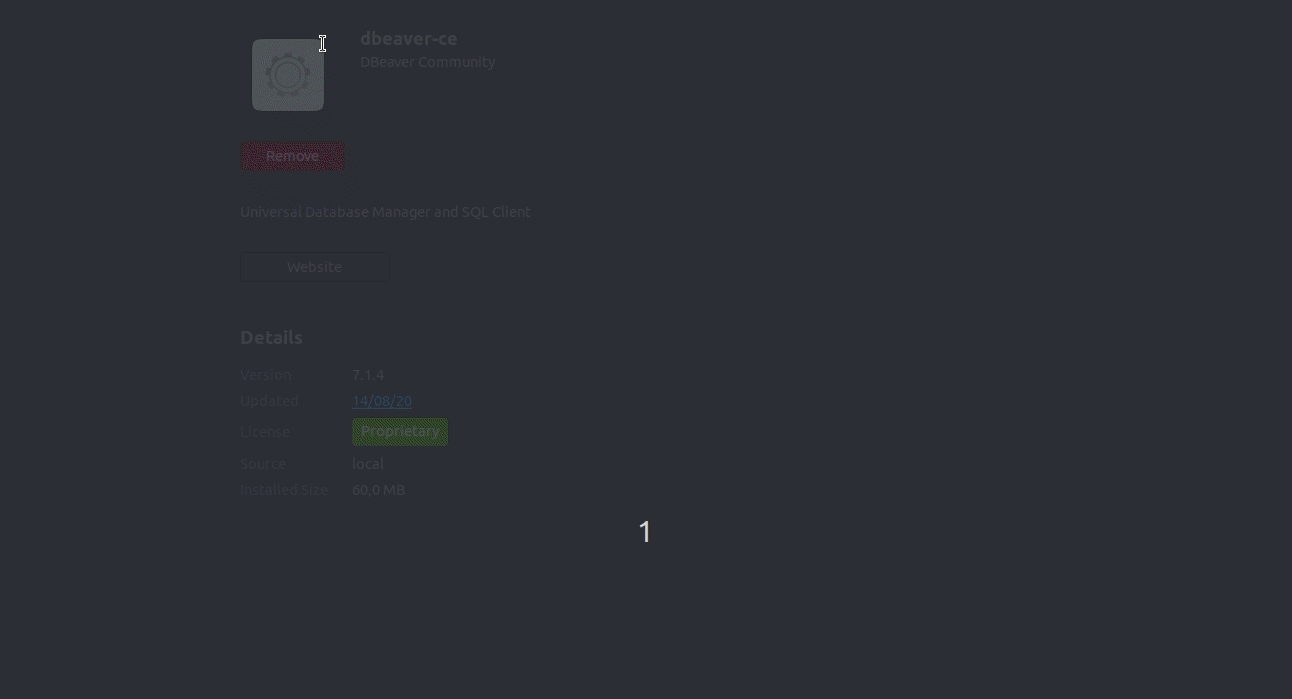 dbeaver-ce
DBeaver Community
Remove
Universal Database Manager and SQL Client
Website
Details
Version 7.1.4
Updated 14/08/20
License Proprietary
Source local
Installed Size 60,0 MB
1